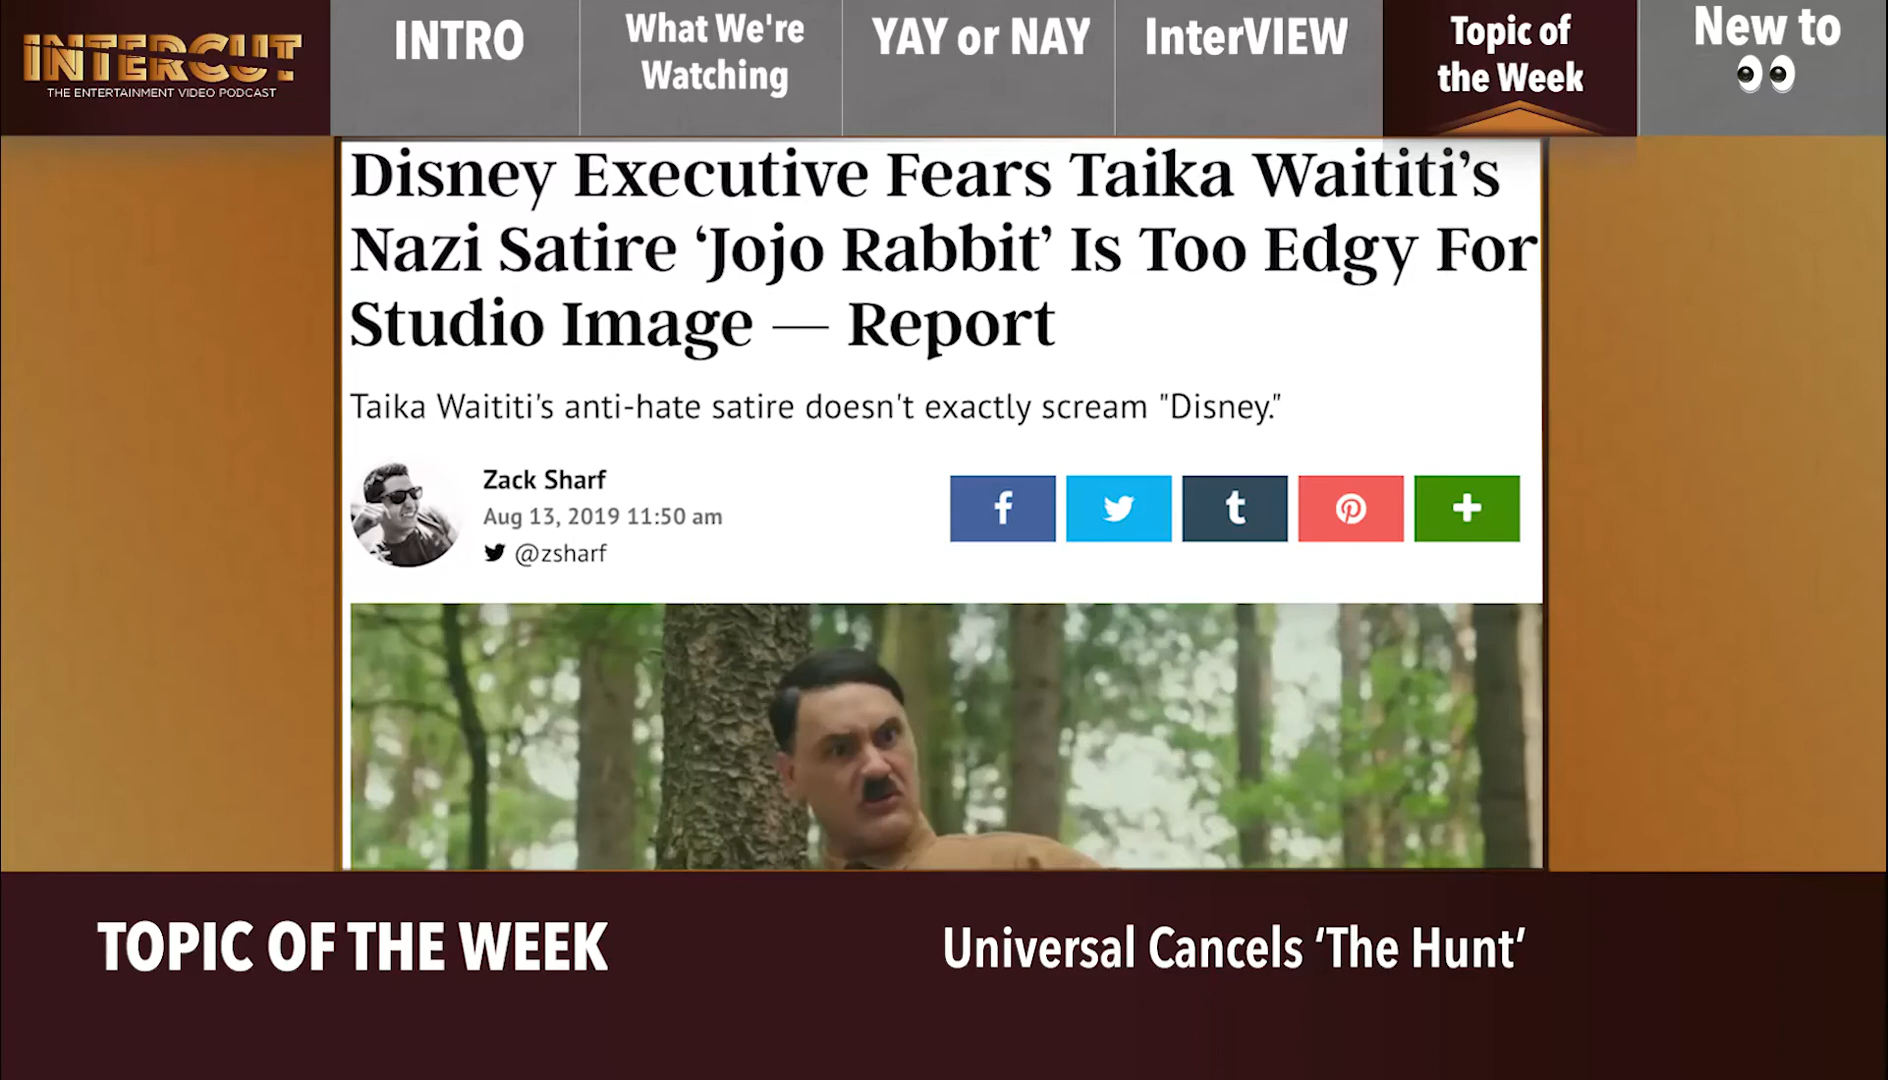 INTERCUT
THE ENTERTAINMENT VIDEO PODCAST
INTRO
What We're
Watching
YAY or NAY
InterVIEW
Topic of
the Week
New to
Disney Executive Fears Taika Waititi’s
Nazi Satire ‘Jojo Rabbit’ Is Too Edgy For
Studio Image — Report
Taika Waititi's anti-hate satire doesn't exactly scream "Disney."
Zack Sharf
Aug 13, 2019 11:50 am
@zsharf
TOPIC OF THE WEEK
Universal Cancels ‘The Hunt’